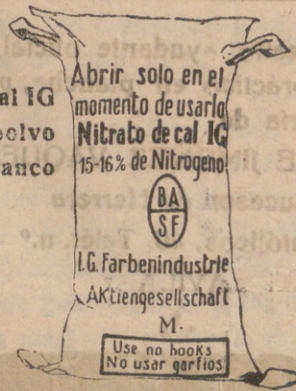 al IG
polvo
anco
Abrir solo en el
momento de usarlo
Nitrato de cal IG
15-16% de Nitrogeno
BA
SF
I.G. Farbenindustrie
Aktiengesellschaft
M.
Use no hooks
No usar garfios